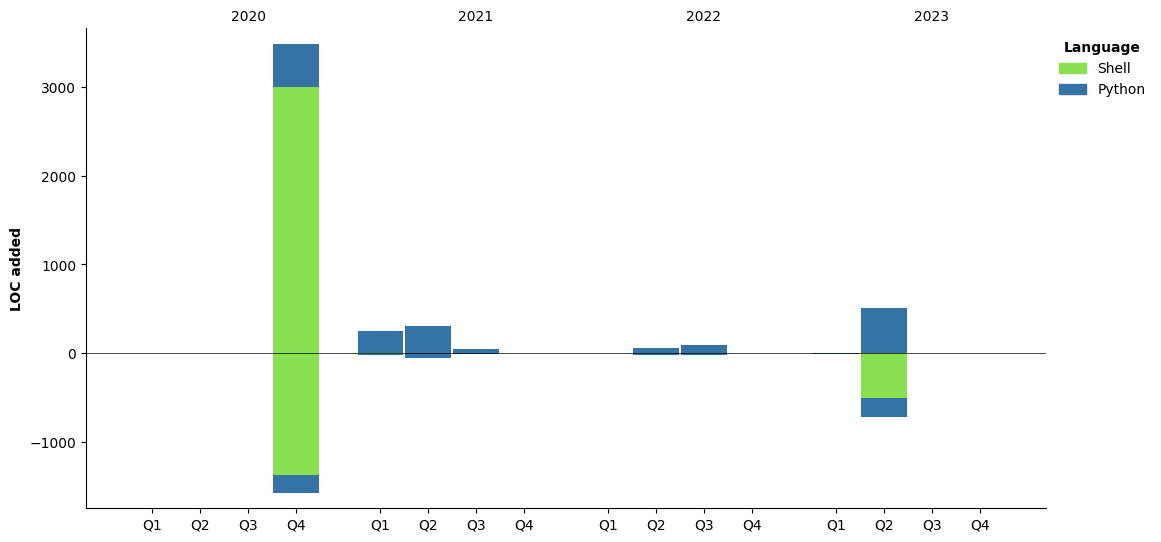 2020 2021 2022 2023
Language
Shell
Python
3000
2000
1000
0
−1000
LOC added
Q1 Q2 Q3 Q4 Q1 Q2 Q3 Q4 Q1 Q2 Q3 Q4 Q1 Q2 Q3 Q4